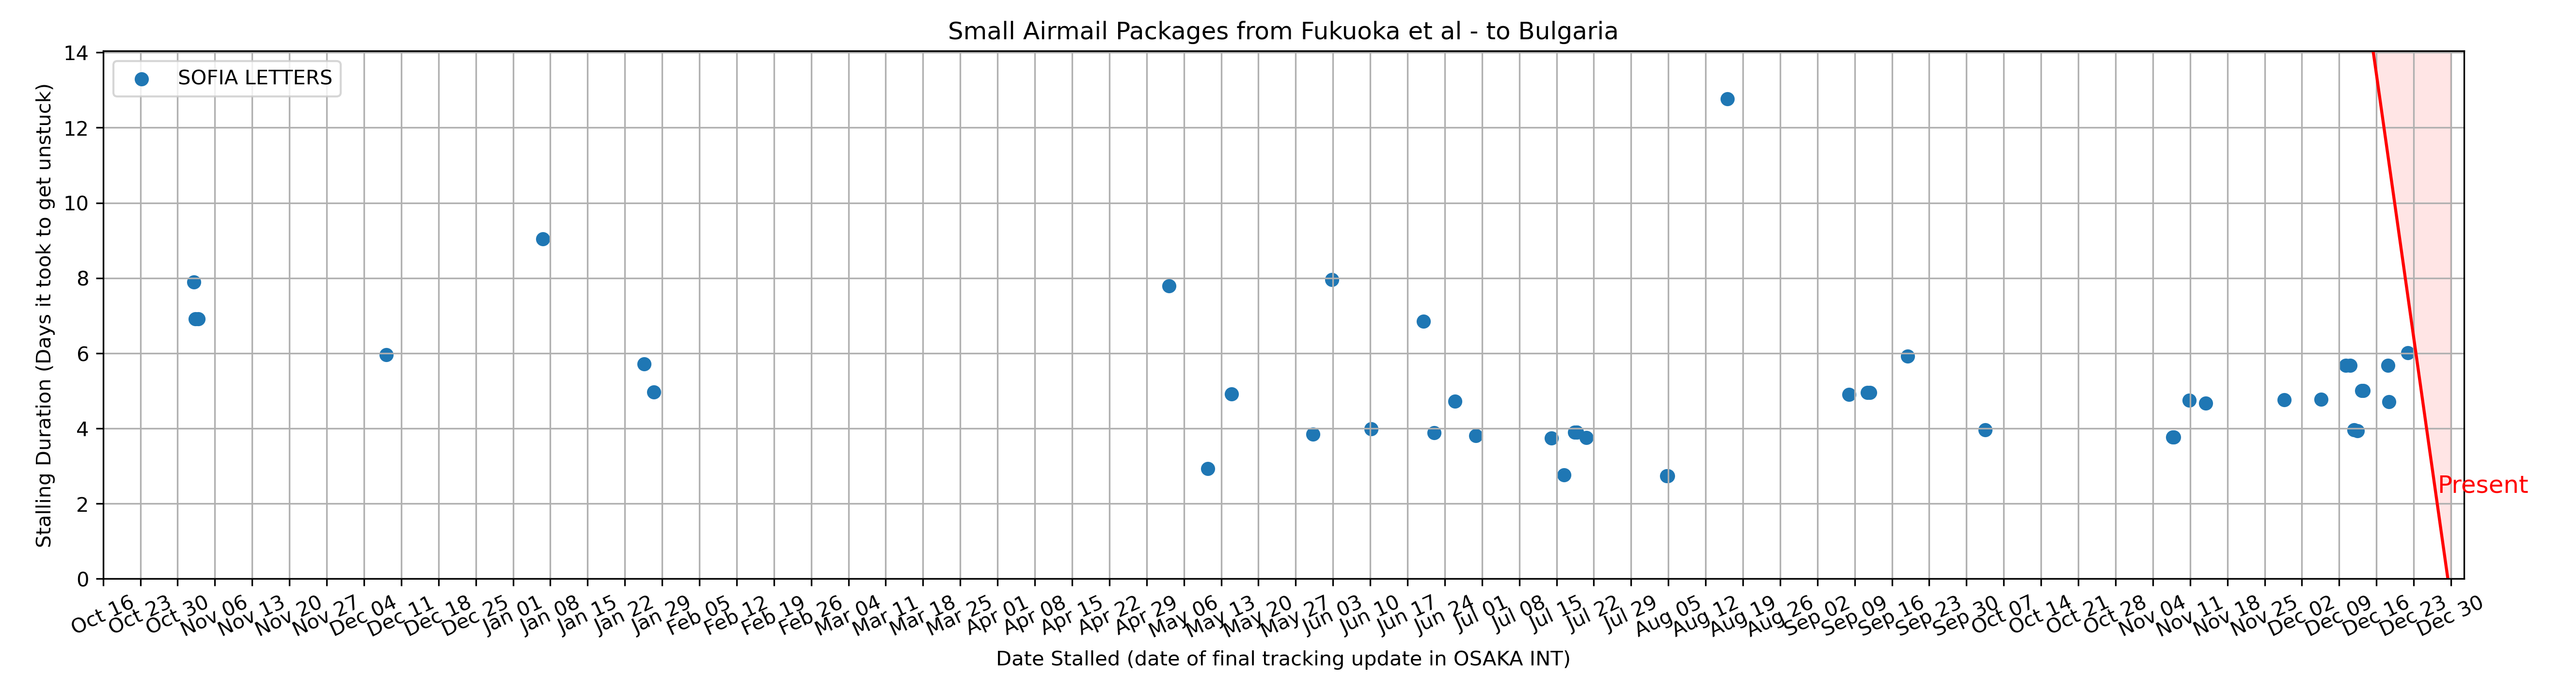 Small Airmail Packages from Fukuoka et al - to Bulgaria
SOFIA LETTERS
Stalling Duration (Days it took to get unstuck)
14
12
10
8
6
4
2
0
Present
Oct 16
Oct 23
Oct 30
Nov 06
Nov 13
Nov 20
Nov 27
Dec 04
Dec 11
Dec 18
Dec 25
Jan 01
Jan 08
Jan 15
Jan 22
Jan 29
Feb 05
Feb 12
Feb 19
Feb 26
Mar 04
Mar 11
Mar 18
Mar 25
Apr 01
Apr 08
Apr 15
Apr 22
Apr 29
May 06
May 13
May 20
May 27
Jun 03
Jun 10
Jun 17
Jun 24
Jul 01
Jul 08
Jul 15
Jul 22
Jul 29
Aug 05
Aug 12
Aug 19
Aug 26
Sep 02
Sep 09
Sep 16
Sep 23
Sep 30
Oct 07
Oct 14
Oct 21
Oct 28
Nov 04
Nov 11
Nov 18
Nov 25
Dec 02
Dec 09
Dec 16
Dec 23
Dec 30
Date Stalled (date of final tracking update in OSAKA INT)